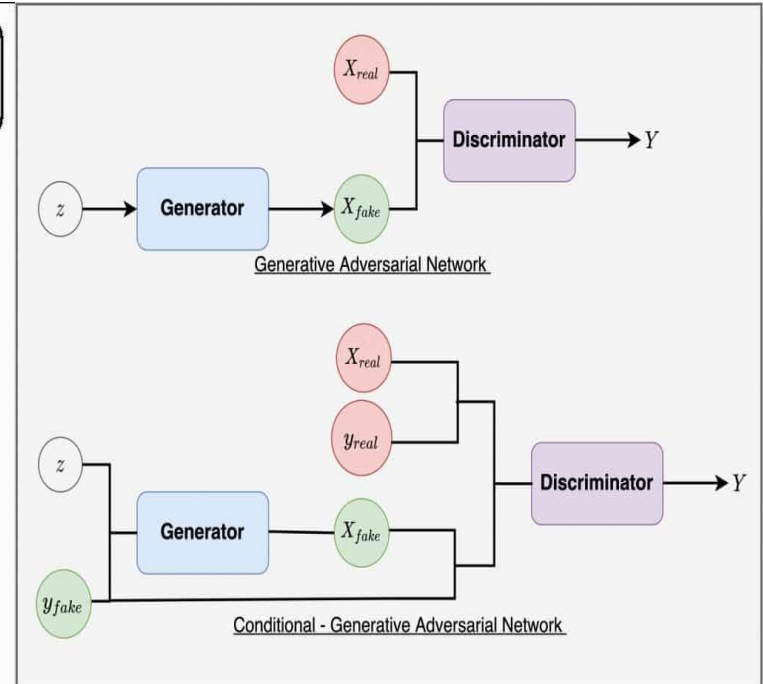 X_real
Discriminator
Y
z
Generator
X_fake
Generative Adversarial Network
X_real
y_real
z
Discriminator
Y
Generator
X_fake
y_fake
Conditional - Generative Adversarial Network